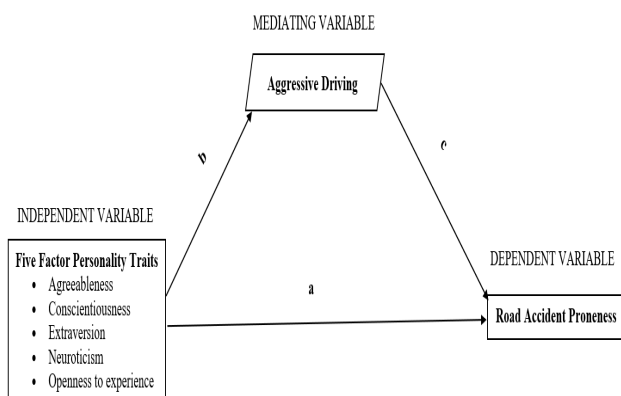 MEDIATING VARIABLE
Aggressive Driving
b
c
INDEPENDENT VARIABLE
Five Factor Personality Traits
• Agreeableness
• Conscientiousness
• Extraversion
• Neuroticism
• Openness to experience
a
DEPENDENT VARIABLE
Road Accident Proneness